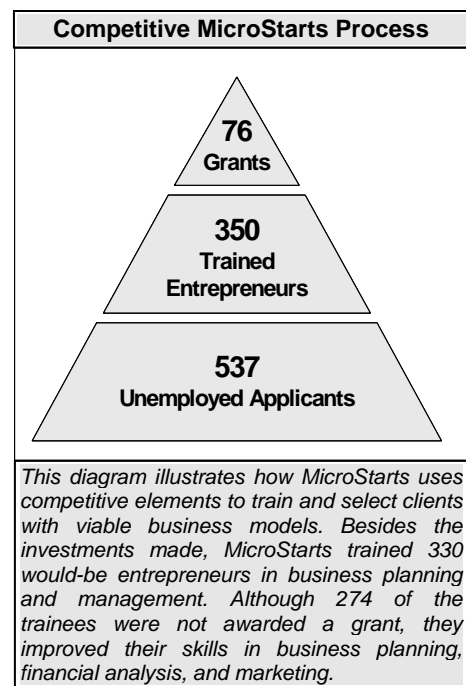 Competitive MicroStarts Process
76
Grants
350
Trained
Entrepreneurs
537
Unemployed Applicants
This diagram illustrates how MicroStarts uses
competitive elements to train and select clients
with viable business models. Besides the
investments made, MicroStarts trained 330
would-be entrepreneurs in business planning
and management. Although 274 of the
trainees were not awarded a grant, they
improved their skills in business planning,
financial analysis, and marketing.